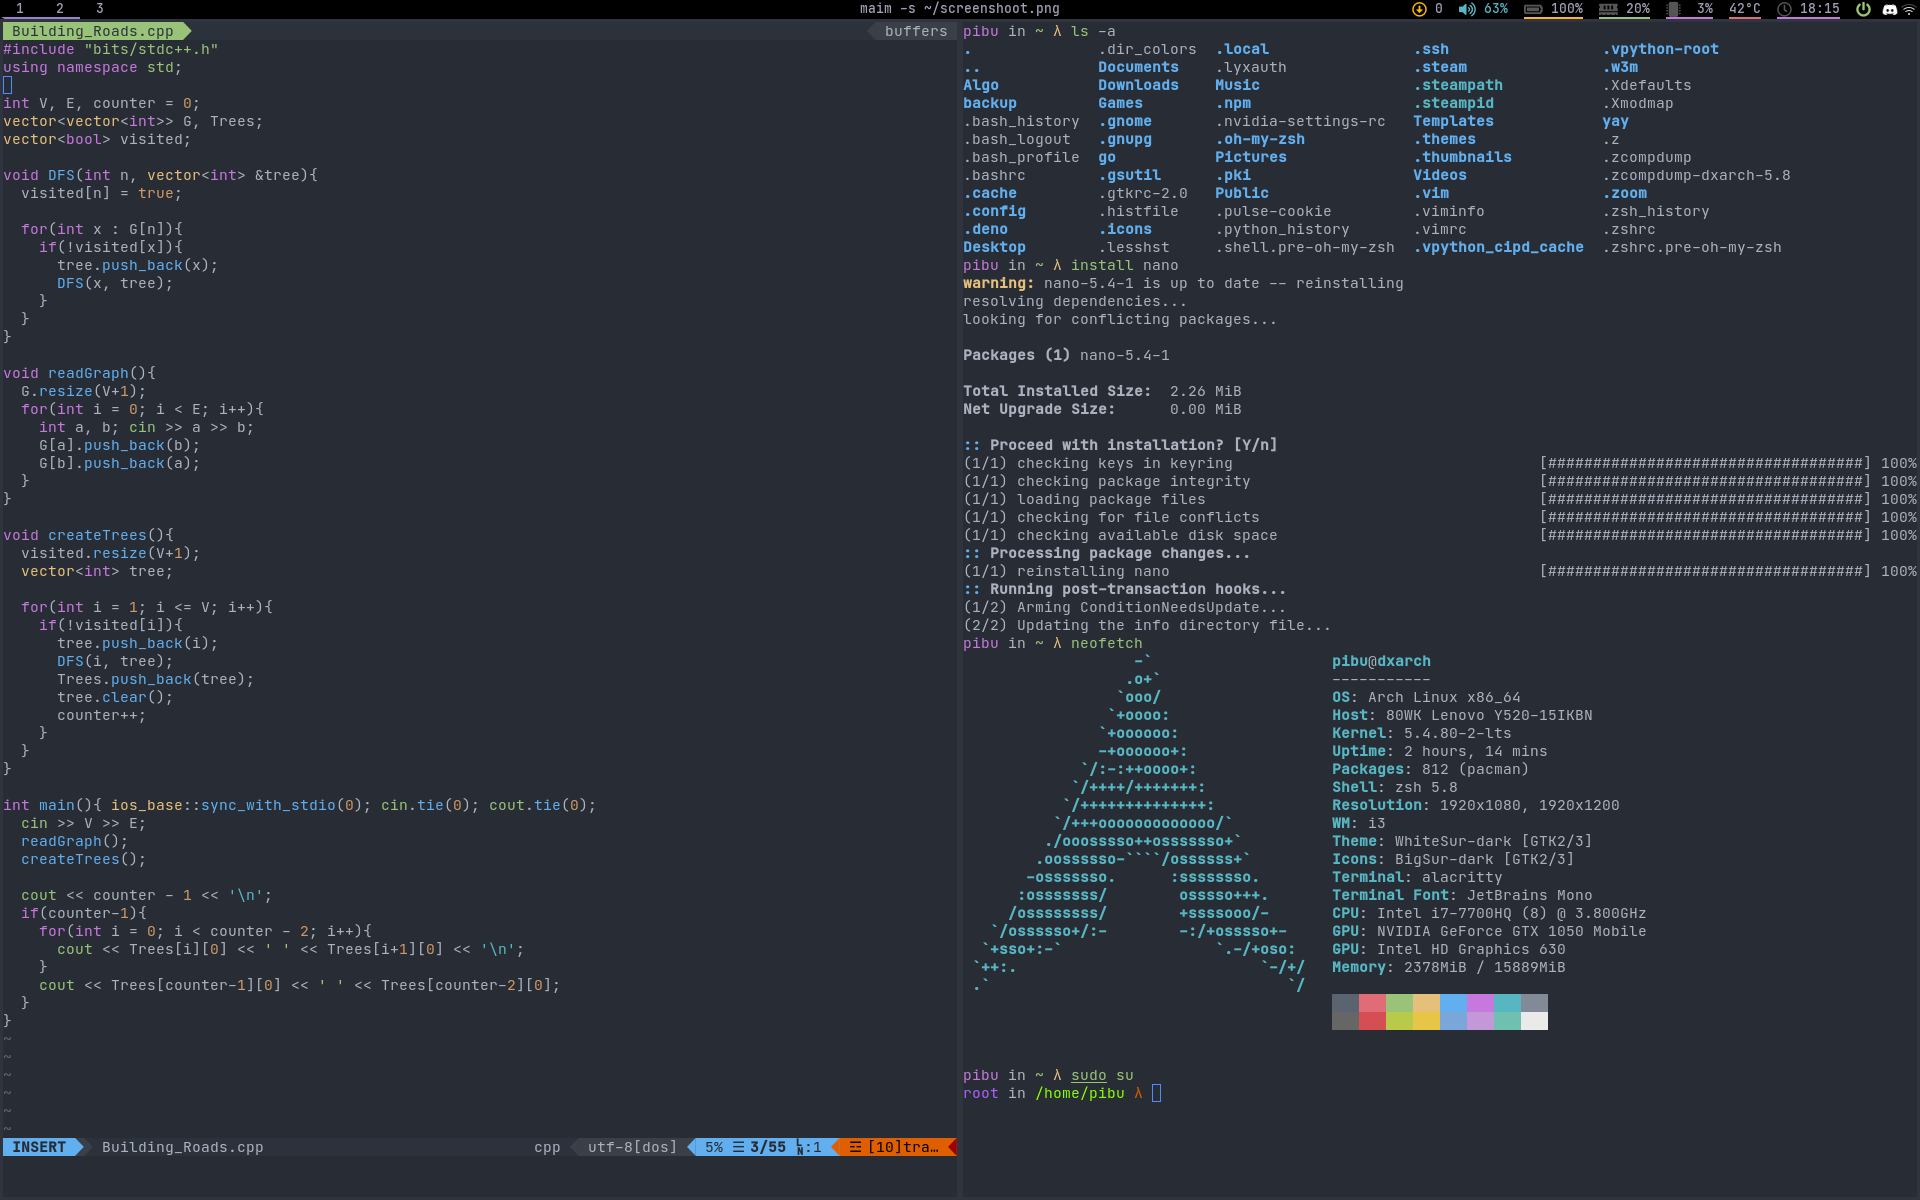 1 2 3 maim -s ~/screenshoot.png 0 63% 100% 20% 3% 42°C 18:15
Building_Roads.cpp buffers
#include "bits/stdc++.h"
using namespace std;
int V, E, counter = 0;
vector<vector<int>> G, Trees;
vector<bool> visited;
void DFS(int n, vector<int> &tree){
  visited[n] = true;
  for(int x : G[n]){
    if(!visited[x]){
      tree.push_back(x);
      DFS(x, tree);
    }
  }
}
void readGraph(){
  G.resize(V+1);
  for(int i = 0; i < E; i++){
    int a, b; cin >> a >> b;
    G[a].push_back(b);
    G[b].push_back(a);
  }
}
void createTrees(){
  visited.resize(V+1);
  vector<int> tree;
  for(int i = 1; i <= V; i++){
    if(!visited[i]){
      tree.push_back(i);
      DFS(i, tree);
      Trees.push_back(tree);
      tree.clear();
      counter++;
    }
  }
}
int main(){ ios_base::sync_with_stdio(0); cin.tie(0); cout.tie(0);
  cin >> V >> E;
  readGraph();
  createTrees();
  cout << counter - 1 << '\n';
  if(counter-1){
    for(int i = 0; i < counter - 2; i++){
      cout << Trees[i][0] << ' ' << Trees[i+1][0] << '\n';
    }
    cout << Trees[counter-1][0] << ' ' << Trees[counter-2][0];
  }
}
~
~
~
~
~
~
INSERT Building_Roads.cpp cpp utf-8[dos] 5% ☰ 3/55 LN:1 ☲ [10]tra…
pibu in ~ λ ls -a
. .dir_colors .local .ssh .vpython-root
.. Documents .lyxauth .steam .w3m
Algo Downloads Music .steampath .Xdefaults
backup Games .npm .steampid .Xmodmap
.bash_history .gnome .nvidia-settings-rc Templates yay
.bash_logout .gnupg .oh-my-zsh .themes .z
.bash_profile go Pictures .thumbnails .zcompdump
.bashrc .gsutil .pki Videos .zcompdump-dxarch-5.8
.cache .gtkrc-2.0 Public .vim .zoom
.config .histfile .pulse-cookie .viminfo .zsh_history
.deno .icons .python_history .vimrc .zshrc
Desktop .lesshst .shell.pre-oh-my-zsh .vpython_cipd_cache .zshrc.pre-oh-my-zsh
pibu in ~ λ install nano
warning: nano-5.4-1 is up to date -- reinstalling
resolving dependencies...
looking for conflicting packages...
Packages (1) nano-5.4-1
Total Installed Size:  2.26 MiB
Net Upgrade Size:      0.00 MiB
:: Proceed with installation? [Y/n]
(1/1) checking keys in keyring [###################################] 100%
(1/1) checking package integrity [###################################] 100%
(1/1) loading package files [###################################] 100%
(1/1) checking for file conflicts [###################################] 100%
(1/1) checking available disk space [###################################] 100%
:: Processing package changes...
(1/1) reinstalling nano [###################################] 100%
:: Running post-transaction hooks...
(1/2) Arming ConditionNeedsUpdate...
(2/2) Updating the info directory file...
pibu in ~ λ neofetch
-` pibu@dxarch
.o+` -----------
`ooo/ OS: Arch Linux x86_64
`+oooo: Host: 80WK Lenovo Y520-15IKBN
`+oooooo: Kernel: 5.4.80-2-lts
-+oooooo+: Uptime: 2 hours, 14 mins
`/:-:++oooo+: Packages: 812 (pacman)
`/++++/+++++++: Shell: zsh 5.8
`/++++++++++++++: Resolution: 1920x1080, 1920x1200
`/+++ooooooooooooo/` WM: i3
./ooosssso++osssssso+` Theme: WhiteSur-dark [GTK2/3]
.oossssso-````/ossssss+` Icons: BigSur-dark [GTK2/3]
-osssssso.      :ssssssso. Terminal: alacritty
:osssssss/        osssso+++. Terminal Font: JetBrains Mono
/ossssssss/        +ssssooo/- CPU: Intel i7-7700HQ (8) @ 3.800GHz
`/ossssso+/:-        -:/+osssso+- GPU: NVIDIA GeForce GTX 1050 Mobile
`+sso+:-`                 `.-/+oso: GPU: Intel HD Graphics 630
`++:.                           `-/+/ Memory: 2378MiB / 15889MiB
.`                                 `/
pibu in ~ λ sudo su
root in /home/pibu λ